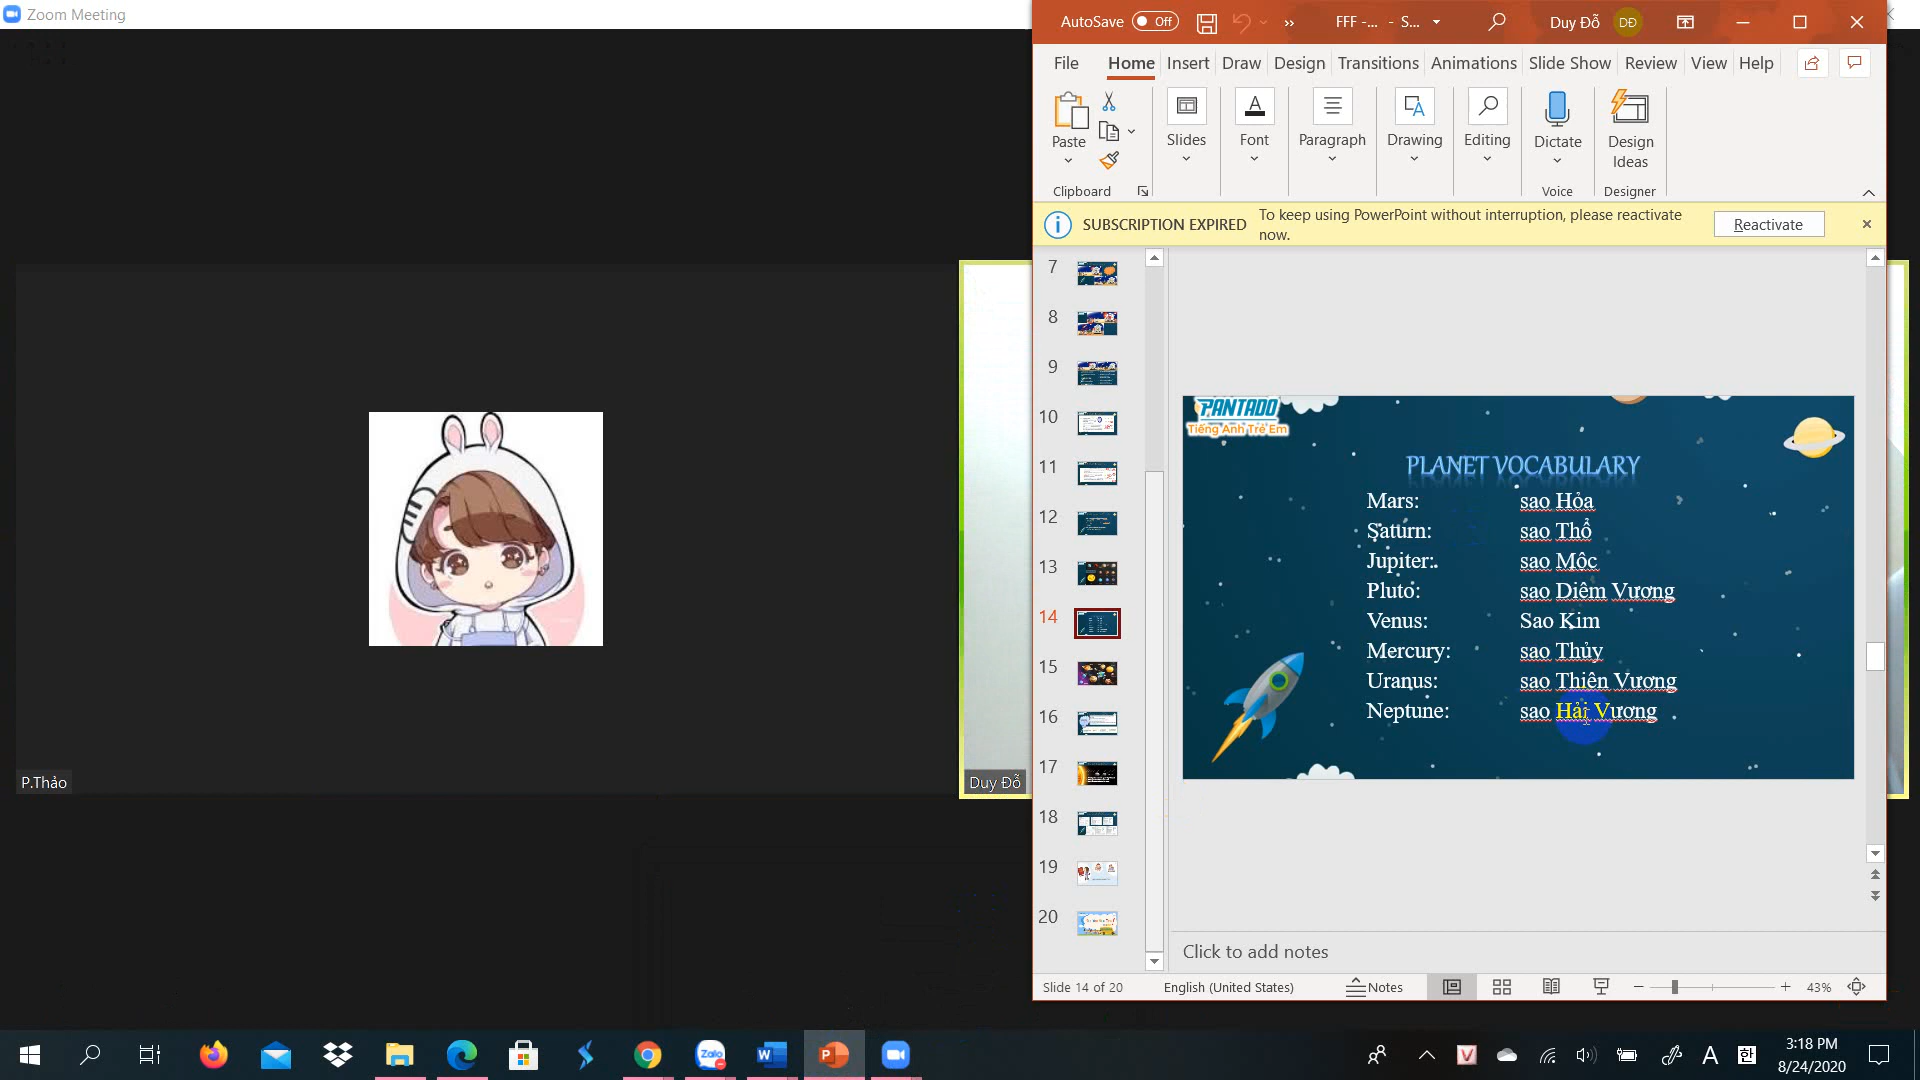 Zoom Meeting
AutoSave Off FFF -... - S... Duy Đỗ DĐ
File Home Insert Draw Design Transitions Animations Slide Show Review View Help
Paste Slides Font Paragraph Drawing Editing Dictate Design Ideas
Clipboard Voice Designer
SUBSCRIPTION EXPIRED To keep using PowerPoint without interruption, please reactivate now. Reactivate
7
8
9
10
11
12
13
14
15
16
17
18
19
20
PANTADO
Tiếng Anh Trẻ Em
PLANET VOCABULARY
Mars: sao Hỏa
Saturn: sao Thổ
Jupiter: sao Mộc
Pluto: sao Diêm Vương
Venus: Sao Kim
Mercury: sao Thủy
Uranus: sao Thiên Vương
Neptune: sao Hải Vương
P.Thảo
Duy Đỗ
Click to add notes
Slide 14 of 20 English (United States) Notes 43%
Zalo
A 한
3:18 PM
8/24/2020